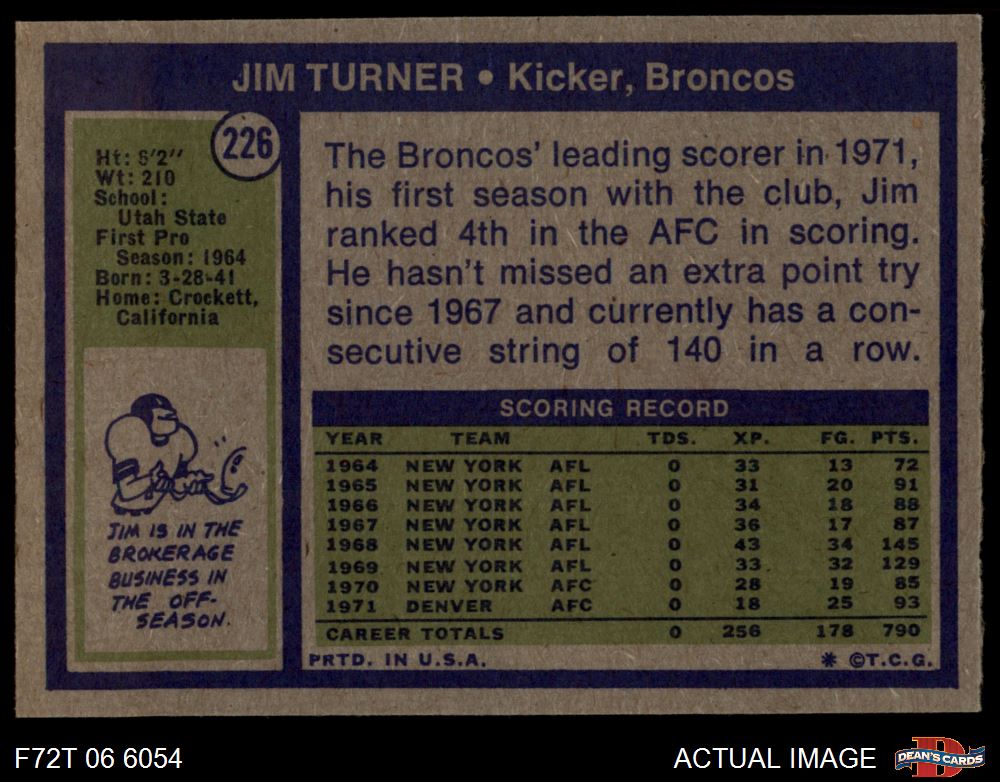 JIM TURNER • Kicker, Broncos
226
Ht: 6'2"
Wt: 210
School:
Utah State
First Pro
Season: 1964
Born: 3-28-41
Home: Crockett,
California
JIM IS IN THE
BROKERAGE
BUSINESS IN
THE OFF-
SEASON.
The Broncos' leading scorer in 1971,
his first season with the club, Jim
ranked 4th in the AFC in scoring.
He hasn't missed an extra point try
since 1967 and currently has a con-
secutive string of 140 in a row.
SCORING RECORD
YEAR TEAM TDS. XP. FG. PTS.
1964 NEW YORK AFL 0 33 13 72
1965 NEW YORK AFL 0 31 20 91
1966 NEW YORK AFL 0 34 18 88
1967 NEW YORK AFL 0 36 17 87
1968 NEW YORK AFL 0 43 34 145
1969 NEW YORK AFL 0 33 32 129
1970 NEW YORK AFC 0 28 19 85
1971 DENVER AFC 0 18 25 93
CAREER TOTALS 0 256 178 790
PRTD. IN U.S.A. * ©T.C.G.
F72T 06 6054 ACTUAL IMAGE
D
DEAN'S CARDS